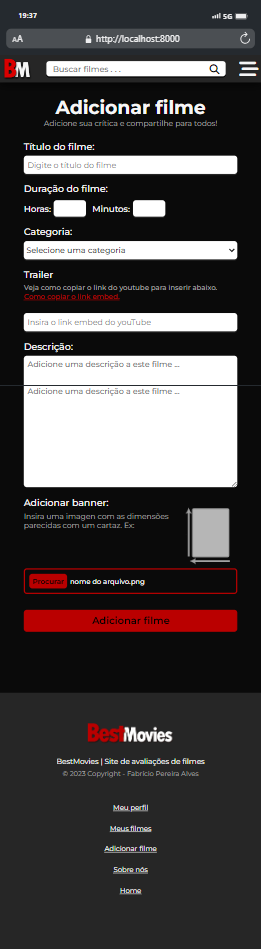 19:37
5G
AA
http://localhost:8000
BM
Buscar filmes . . .
Adicionar filme
Adicione sua crítica e compartilhe para todos!
Título do filme:
Digite o título do filme
Duração do filme:
Horas:
Minutos:
Categoria:
Selecione uma categoria
Trailer
Veja como copiar o link do youtube para inserir abaixo.
Como copiar o link embed.
Insira o link embed do youTube
Descrição:
Adicione uma descrição a este filme ...
Adicione uma descrição a este filme ...
Adicionar banner:
Insira uma imagen com as dimensões
parecidas com um cartaz. Ex:
Procurar
nome do arquivo.png
Adicionar filme
BestMovies
BestMovies | Site de avaliações de filmes
© 2023 Copyright - Fabrício Pereira Alves
Meu perfil
Meus filmes
Adicionar filme
Sobre nós
Home